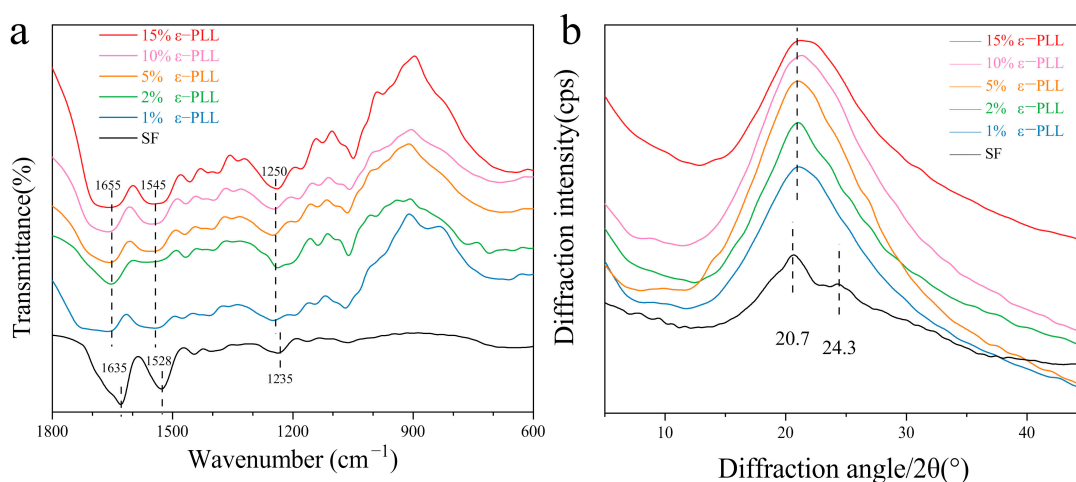 a
15% ε−PLL
10% ε−PLL
5% ε−PLL
2% ε−PLL
1% ε−PLL
SF
1655
1545
1250
1635
1528
1235
Transmittance(%)
1800
1500
1200
900
600
Wavenumber (cm⁻¹)
b
15% ε−PLL
10% ε−PLL
5% ε−PLL
2% ε−PLL
1% ε−PLL
SF
20.7
24.3
Diffraction intensity(cps)
10
20
30
40
Diffraction angle/2θ(°)